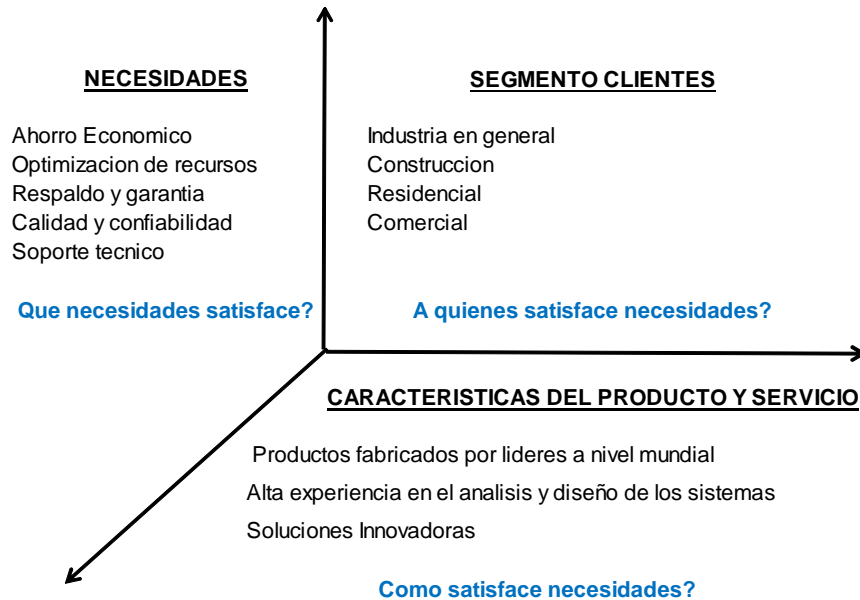 NECESIDADES
Ahorro Economico
Optimizacion de recursos
Respaldo y garantia
Calidad y confiabilidad
Soporte tecnico
Que necesidades satisface?
SEGMENTO CLIENTES
Industria en general
Construccion
Residencial
Comercial
A quienes satisface necesidades?
CARACTERISTICAS DEL PRODUCTO Y SERVICIO
Productos fabricados por lideres a nivel mundial
Alta experiencia en el analisis y diseño de los sistemas
Soluciones Innovadoras
Como satisface necesidades?